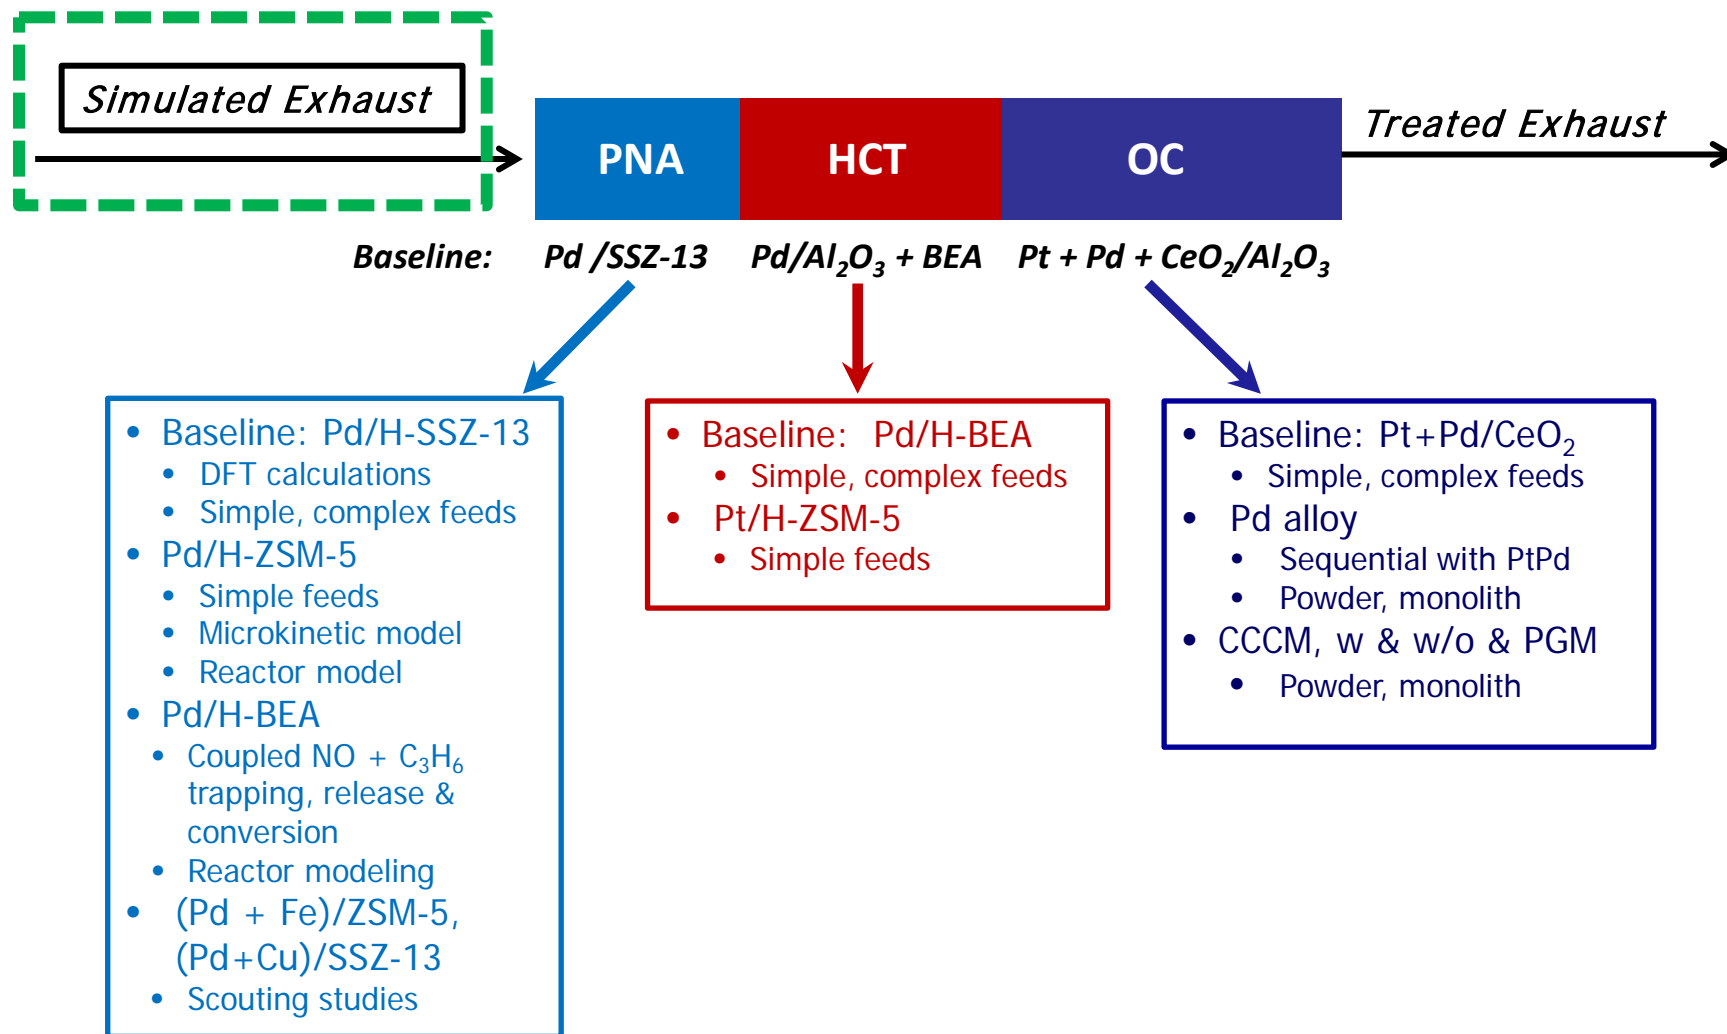 Simulated Exhaust
PNA
HCT
OC
Treated Exhaust
Baseline:
Pd /SSZ-13
Pd/Al₂O₃ + BEA
Pt + Pd + CeO₂/Al₂O₃
• Baseline: Pd/H-SSZ-13
• DFT calculations
• Simple, complex feeds
• Pd/H-ZSM-5
• Simple feeds
• Microkinetic model
• Reactor model
• Pd/H-BEA
• Coupled NO + C₃H₆
trapping, release &
conversion
• Reactor modeling
• (Pd + Fe)/ZSM-5,
(Pd+Cu)/SSZ-13
• Scouting studies
• Baseline: Pd/H-BEA
• Simple, complex feeds
• Pt/H-ZSM-5
• Simple feeds
• Baseline: Pt+Pd/CeO₂
• Simple, complex feeds
• Pd alloy
• Sequential with PtPd
• Powder, monolith
• CCCM, w & w/o & PGM
• Powder, monolith